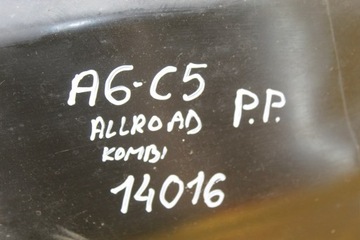 A6-C5 P.P.
ALLROAD
KOMBI
14016